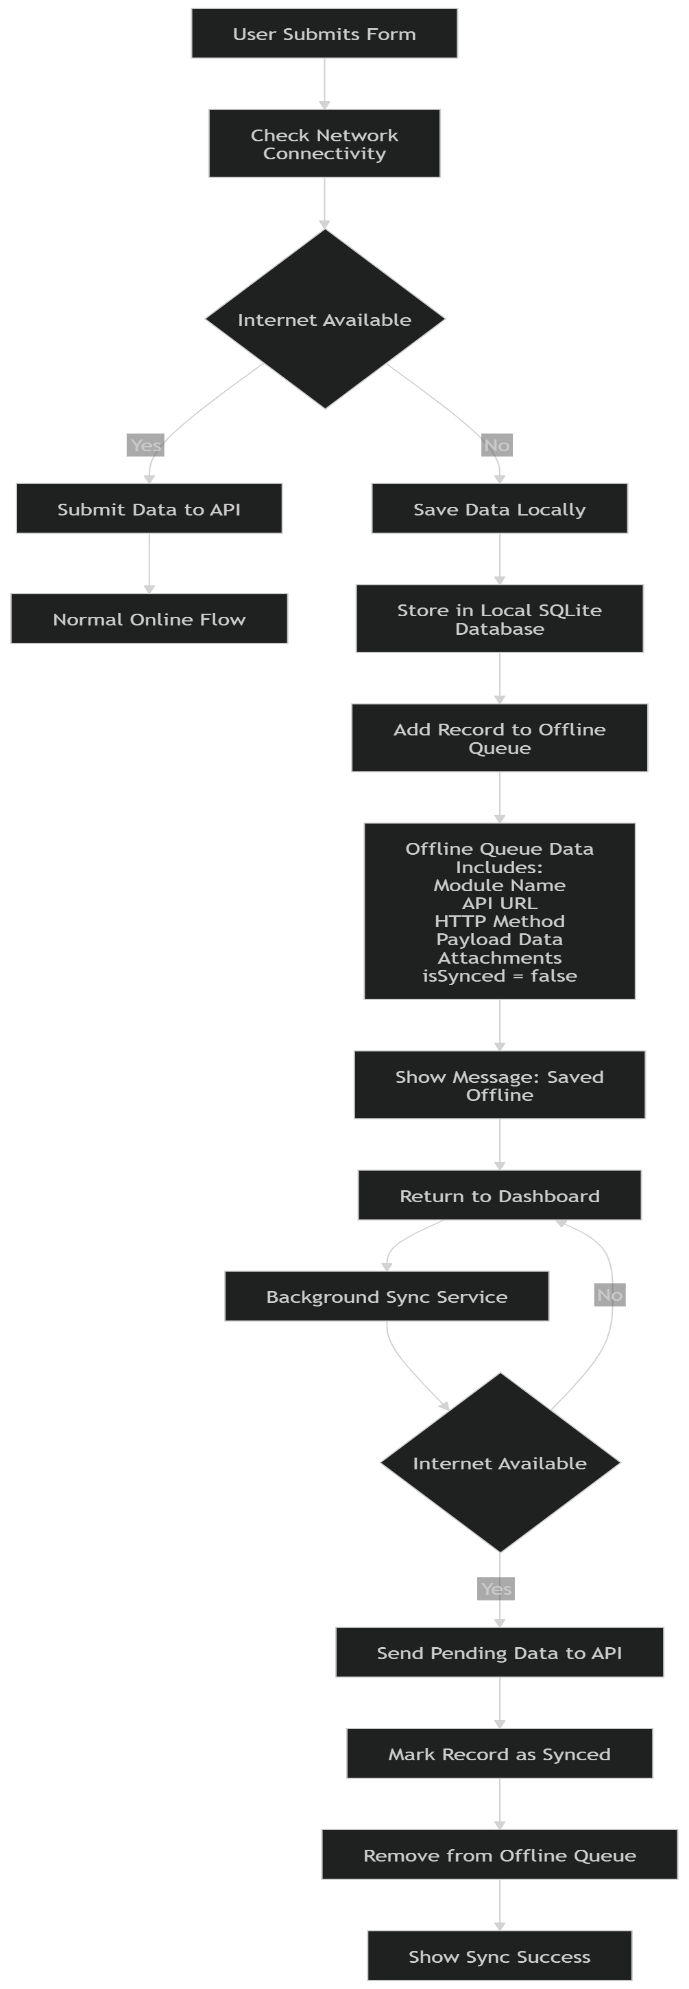 User Submits Form
Check Network
Connectivity
Internet Available
Yes
No
Submit Data to API
Save Data Locally
Normal Online Flow
Store in Local SQLite
Database
Add Record to Offline
Queue
Offline Queue Data
Includes:
Module Name
API URL
HTTP Method
Payload Data
Attachments
isSynced = false
Show Message: Saved
Offline
Return to Dashboard
Background Sync Service
No
Internet Available
Yes
Send Pending Data to API
Mark Record as Synced
Remove from Offline Queue
Show Sync Success